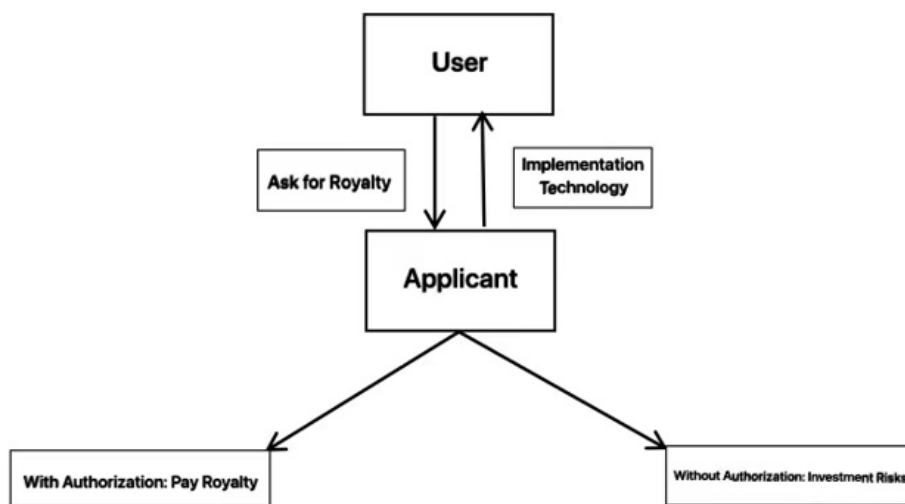 User
Ask for Royalty
Implementation
Technology
Applicant
With Authorization: Pay Royalty
Without Authorization: Investment Risks